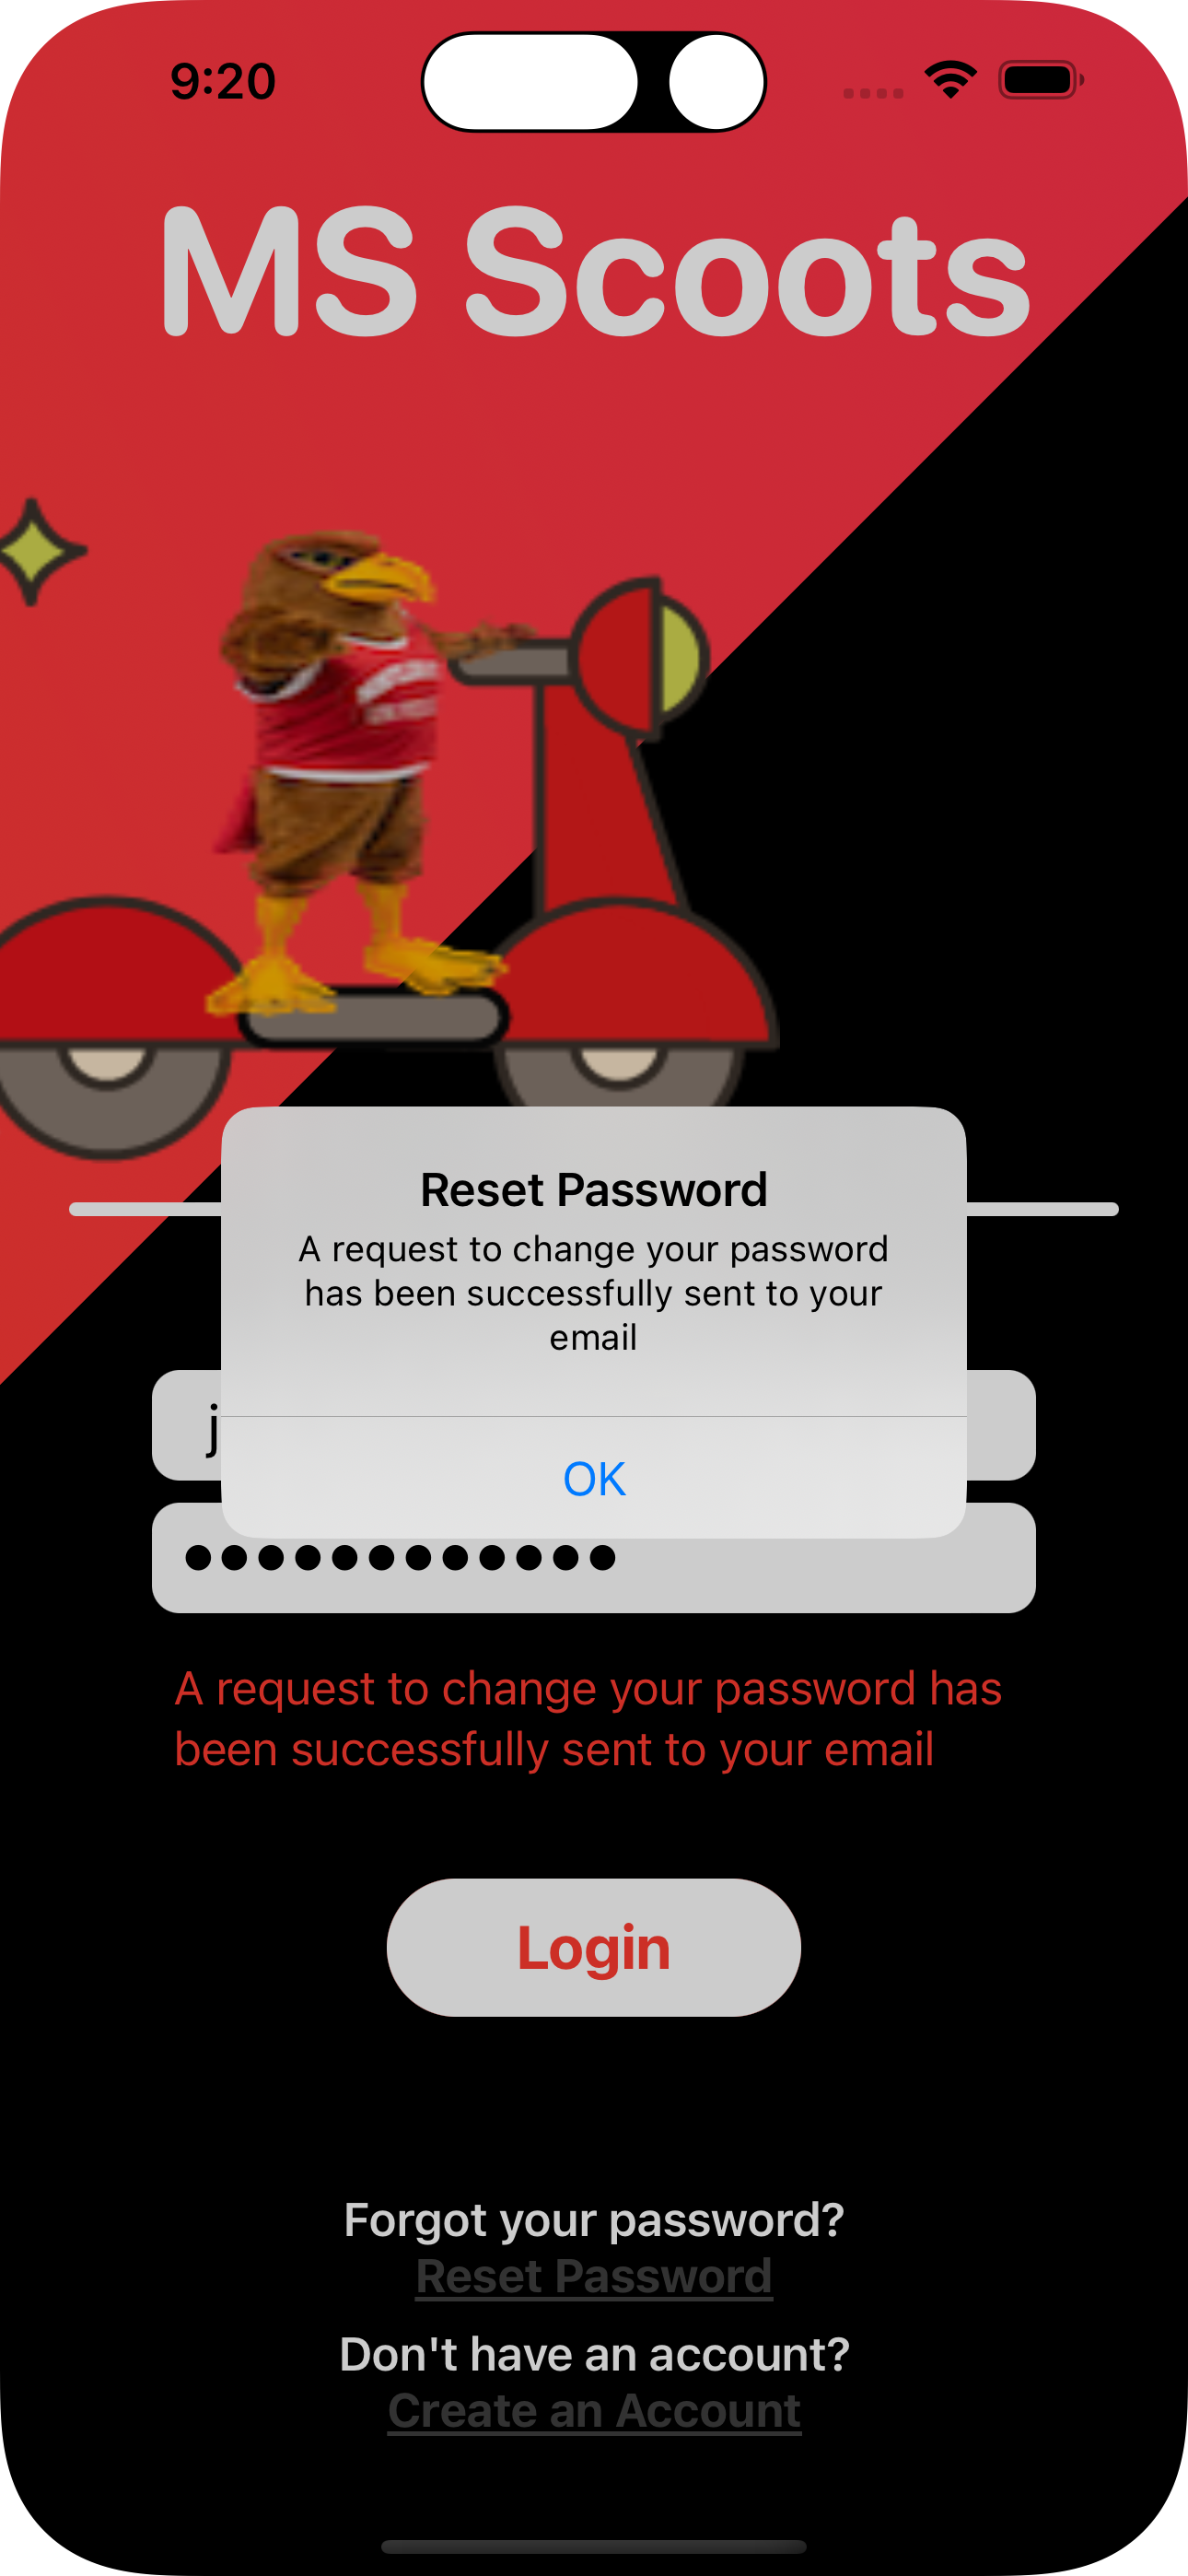 9:20
MS Scoots
Reset Password
A request to change your password
has been successfully sent to your
email
j
OK
A request to change your password has
been successfully sent to your email
Login
Forgot your password?
Reset Password
Don't have an account?
Create an Account